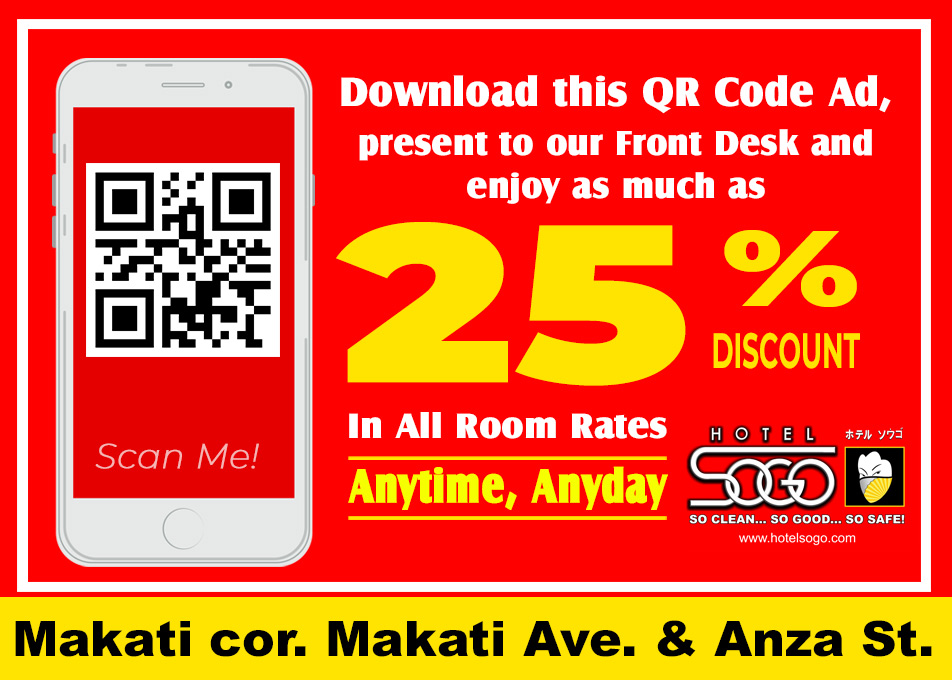 Download this QR Code Ad,
present to our Front Desk and
enjoy as much as
25%
DISCOUNT
Scan Me!
In All Room Rates
Anytime, Anyday
HOTEL
SOGO
ホテル ソウゴ
SO CLEAN... SO GOOD... SO SAFE!
www.hotelsogo.com
Makati cor. Makati Ave. & Anza St.